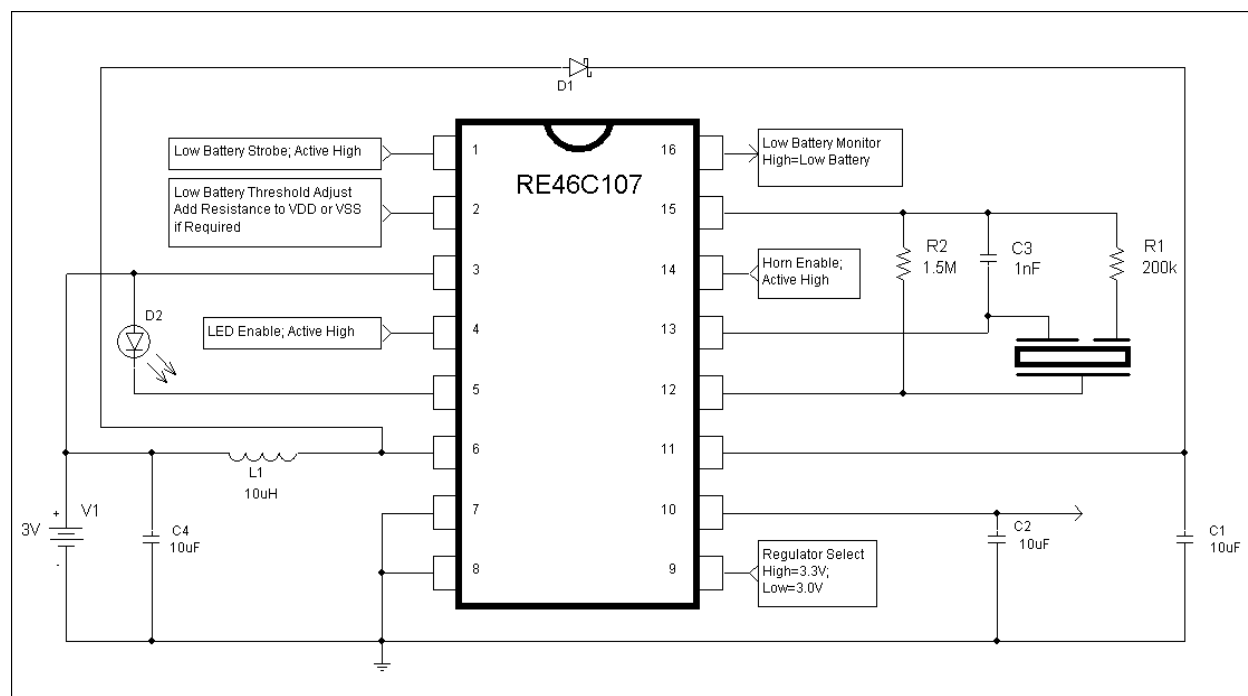 D1
Low Battery Strobe; Active High
Low Battery Threshold Adjust
Add Resistance to VDD or VSS
if Required
D2
LED Enable; Active High
L1
10uH
V1
+
3V
-
C4
10uF
RE46C107
1
2
3
4
5
6
7
8
16
15
14
13
12
11
10
9
Low Battery Monitor
High=Low Battery
Horn Enable;
Active High
R2
1.5M
C3
1nF
R1
200k
Regulator Select
High=3.3V;
Low=3.0V
C2
10uF
C1
10uF